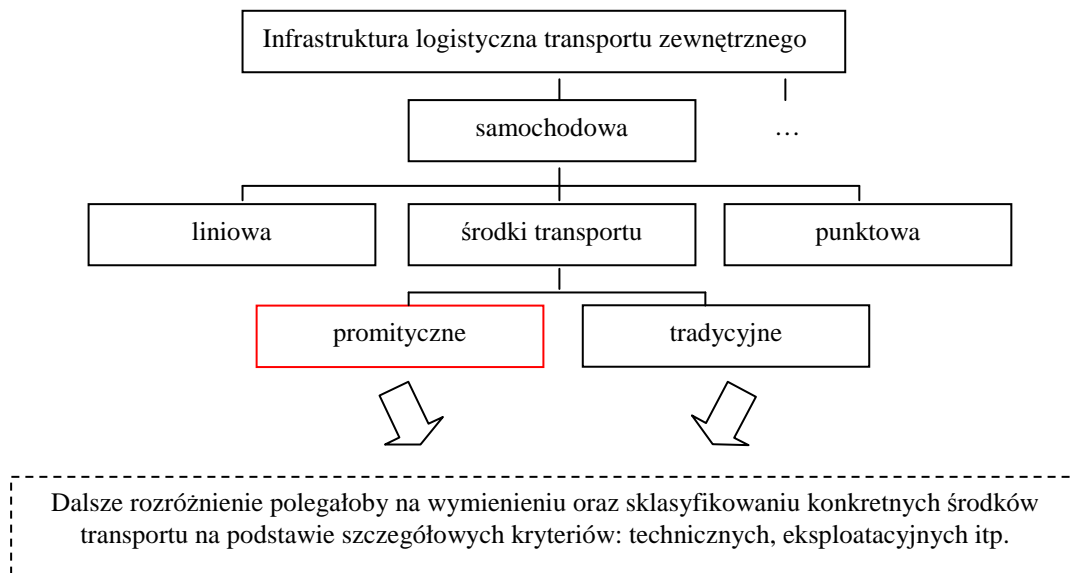 Infrastruktura logistyczna transportu zewnętrznego
samochodowa
…
liniowa
środki transportu
punktowa
promityczne
tradycyjne
Dalsze rozróżnienie polegałoby na wymienieniu oraz sklasyfikowaniu konkretnych środków
transportu na podstawie szczegółowych kryteriów: technicznych, eksploatacyjnych itp.